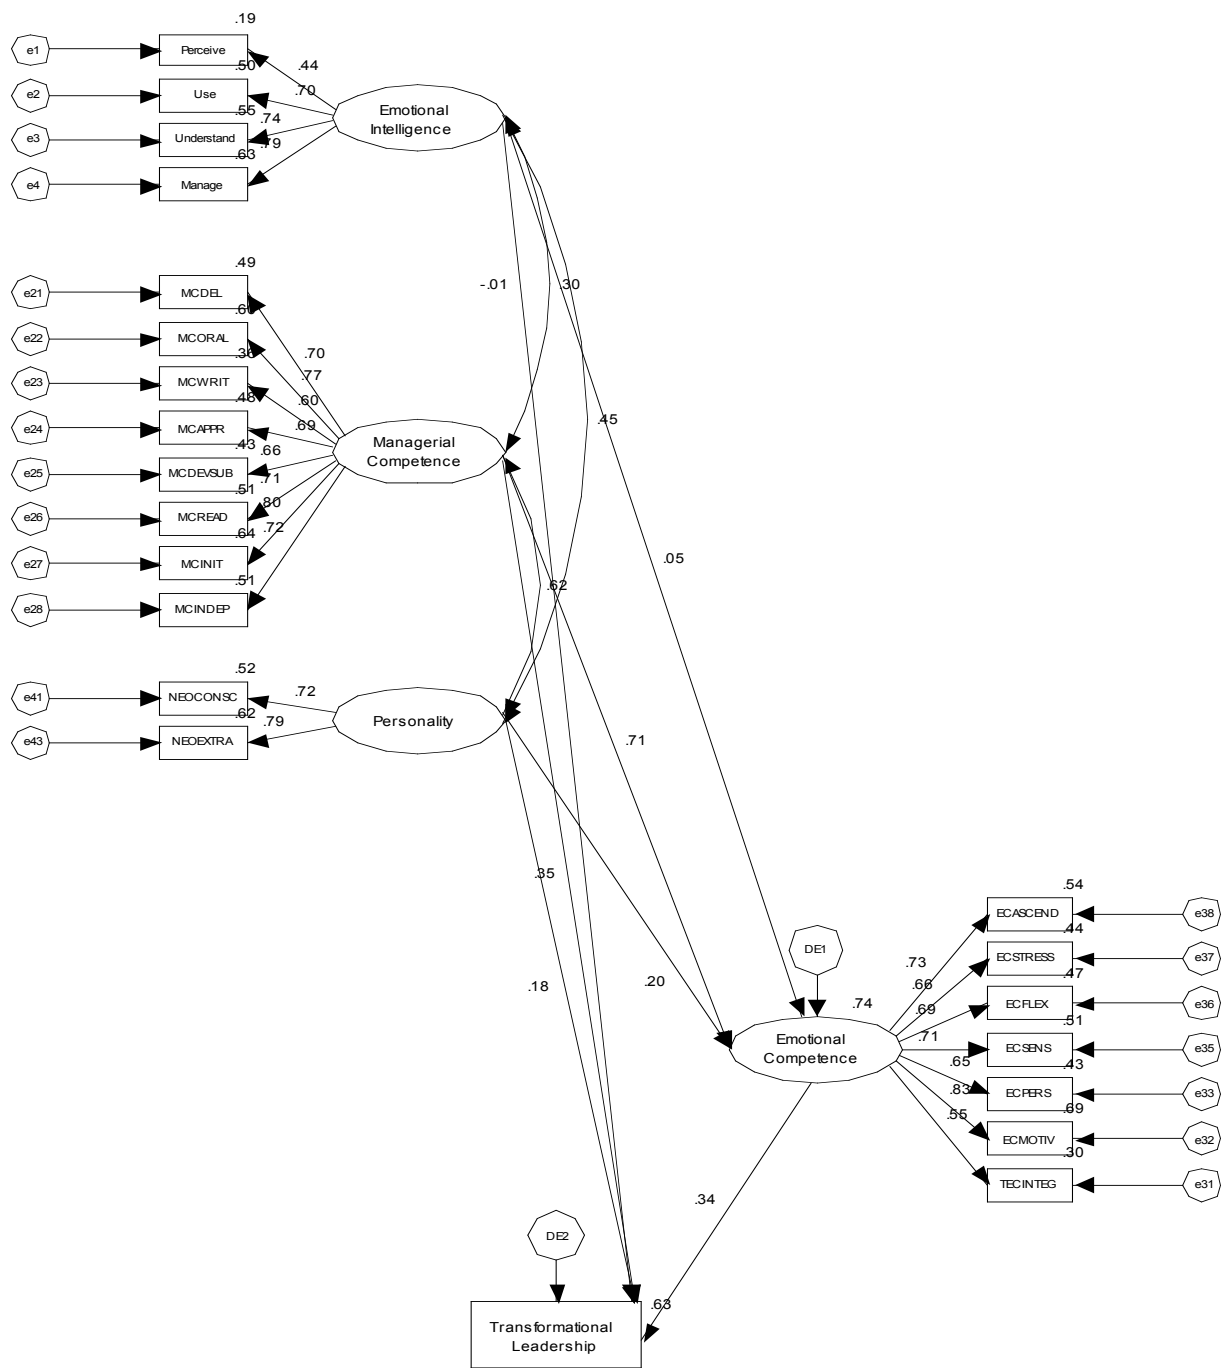 .19
e1
Perceive
.44
.50
e2
Use
.70
.55
e3
Understand
.74
.63
e4
Manage
.79
Emotional
Intelligence
.49
e21
MCDEL
.70
.60
e22
MCORAL
.77
.36
e23
MCWRIT
.60
.48
e24
MCAPPR
.69
.43
e25
MCDEVSUB
.66
.51
e26
MCREAD
.71
.64
e27
MCINIT
.80
.51
e28
MCINDEP
.72
Managerial
Competence
-.01
.30
.45
.05
.62
.52
e41
NEOCONSC
.72
.62
e43
NEOEXTRA
.79
Personality
.71
.35
.18
.20
DE1
.74
Emotional
Competence
.54
.73
ECASCEND
e38
.44
.66
ECSTRESS
e37
.47
.69
ECFLEX
e36
.51
.71
ECSENS
e35
.43
.65
ECPERS
e33
.69
.83
ECMOTIV
e32
.30
.55
TECINTEG
e31
.34
DE2
.63
Transformational
Leadership